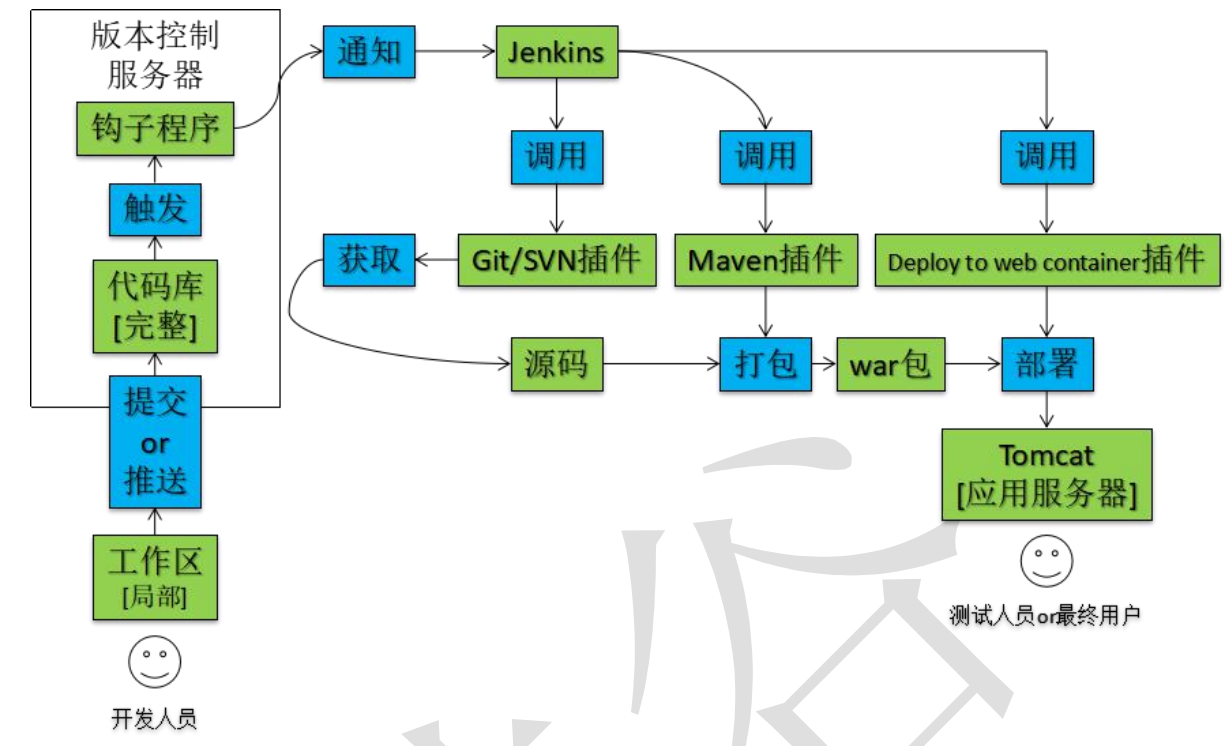 版本控制
服务器
钩子程序
触发
代码库
[完整]
提交
or
推送
工作区
[局部]
开发人员
通知
Jenkins
调用
调用
调用
获取
Git/SVN插件
Maven插件
Deploy to web container插件
源码
打包
war包
部署
Tomcat
[应用服务器]
测试人员or最终用户